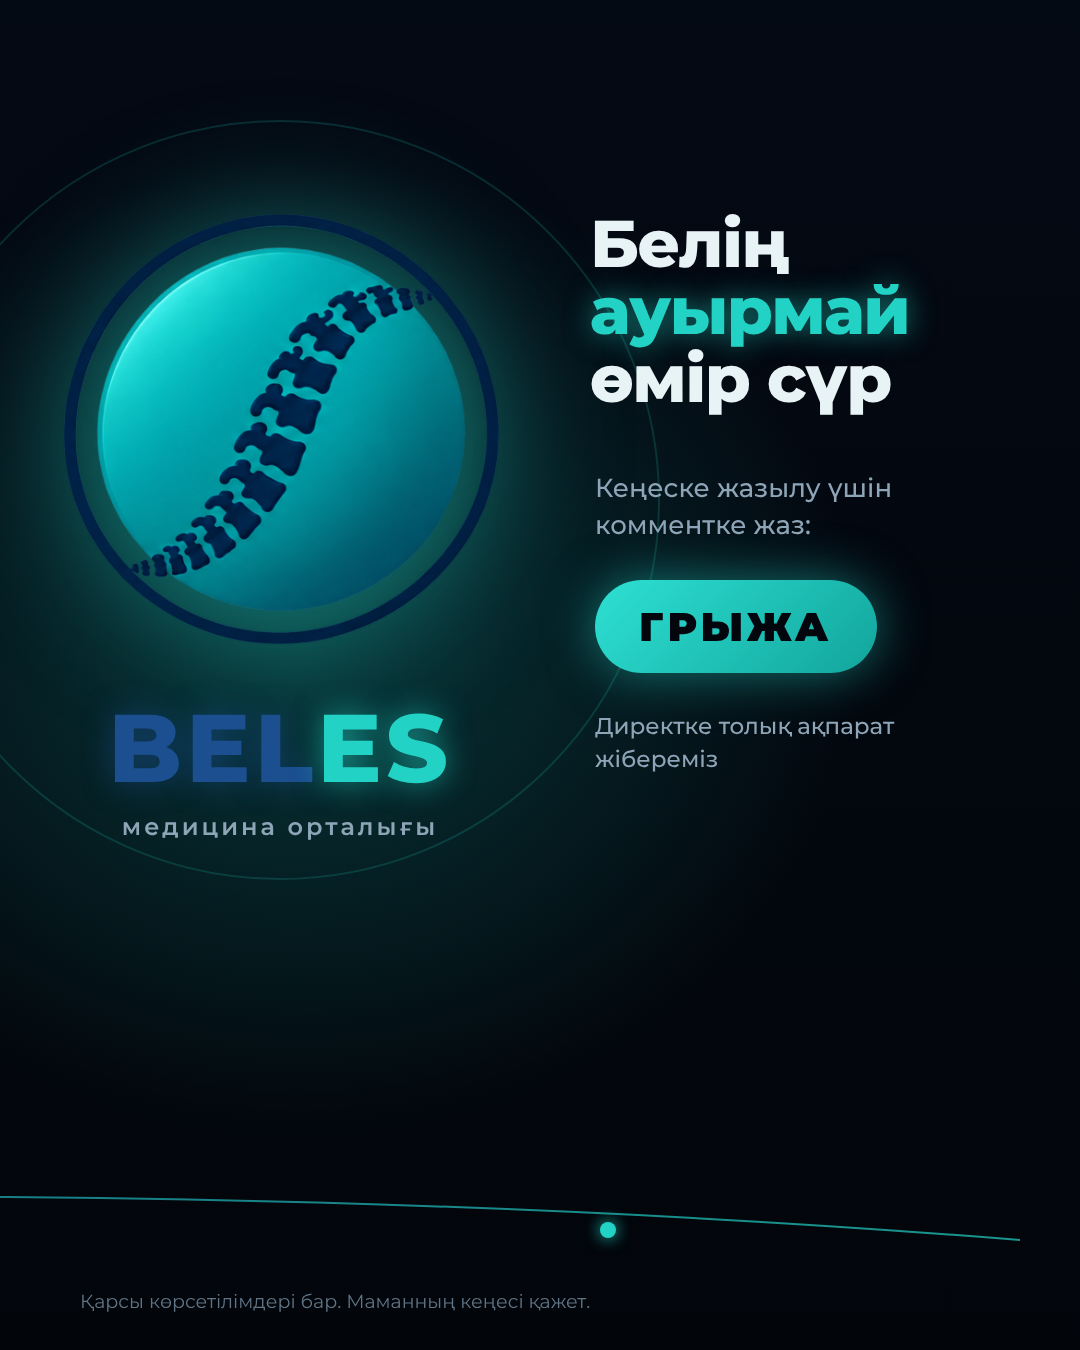 Белің
ауырмай
өмір сүр
Кеңеске жазылу үшін
комментке жаз:
ГРЫЖА
Директке толық ақпарат
жібереміз
BELES
медицина орталығы
Қарсы көрсетілімдері бар. Маманның кеңесі қажет.